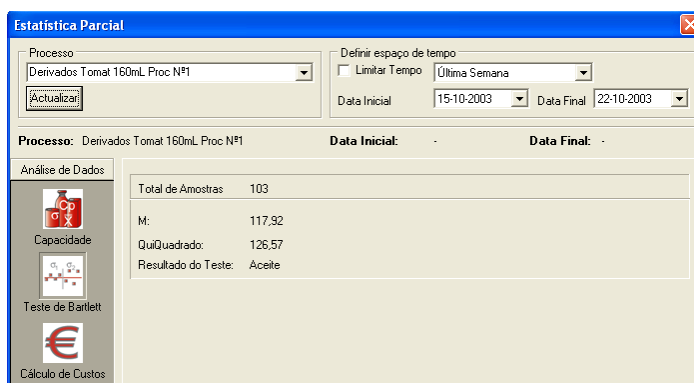 Estatística Parcial
Processo
Derivados Tomat 160mL Proc Nº1
Actualizar
Definir espaço de tempo
Limitar Tempo Última Semana
Data Inicial 15-10-2003 Data Final 22-10-2003
Processo: Derivados Tomat 160mL Proc Nº1 Data Inicial: - Data Final: -
Análise de Dados
Capacidade
Teste de Bartlett
Cálculo de Custos
Total de Amostras 103
M: 117,92
QuiQuadrado: 126,57
Resultado do Teste: Aceite